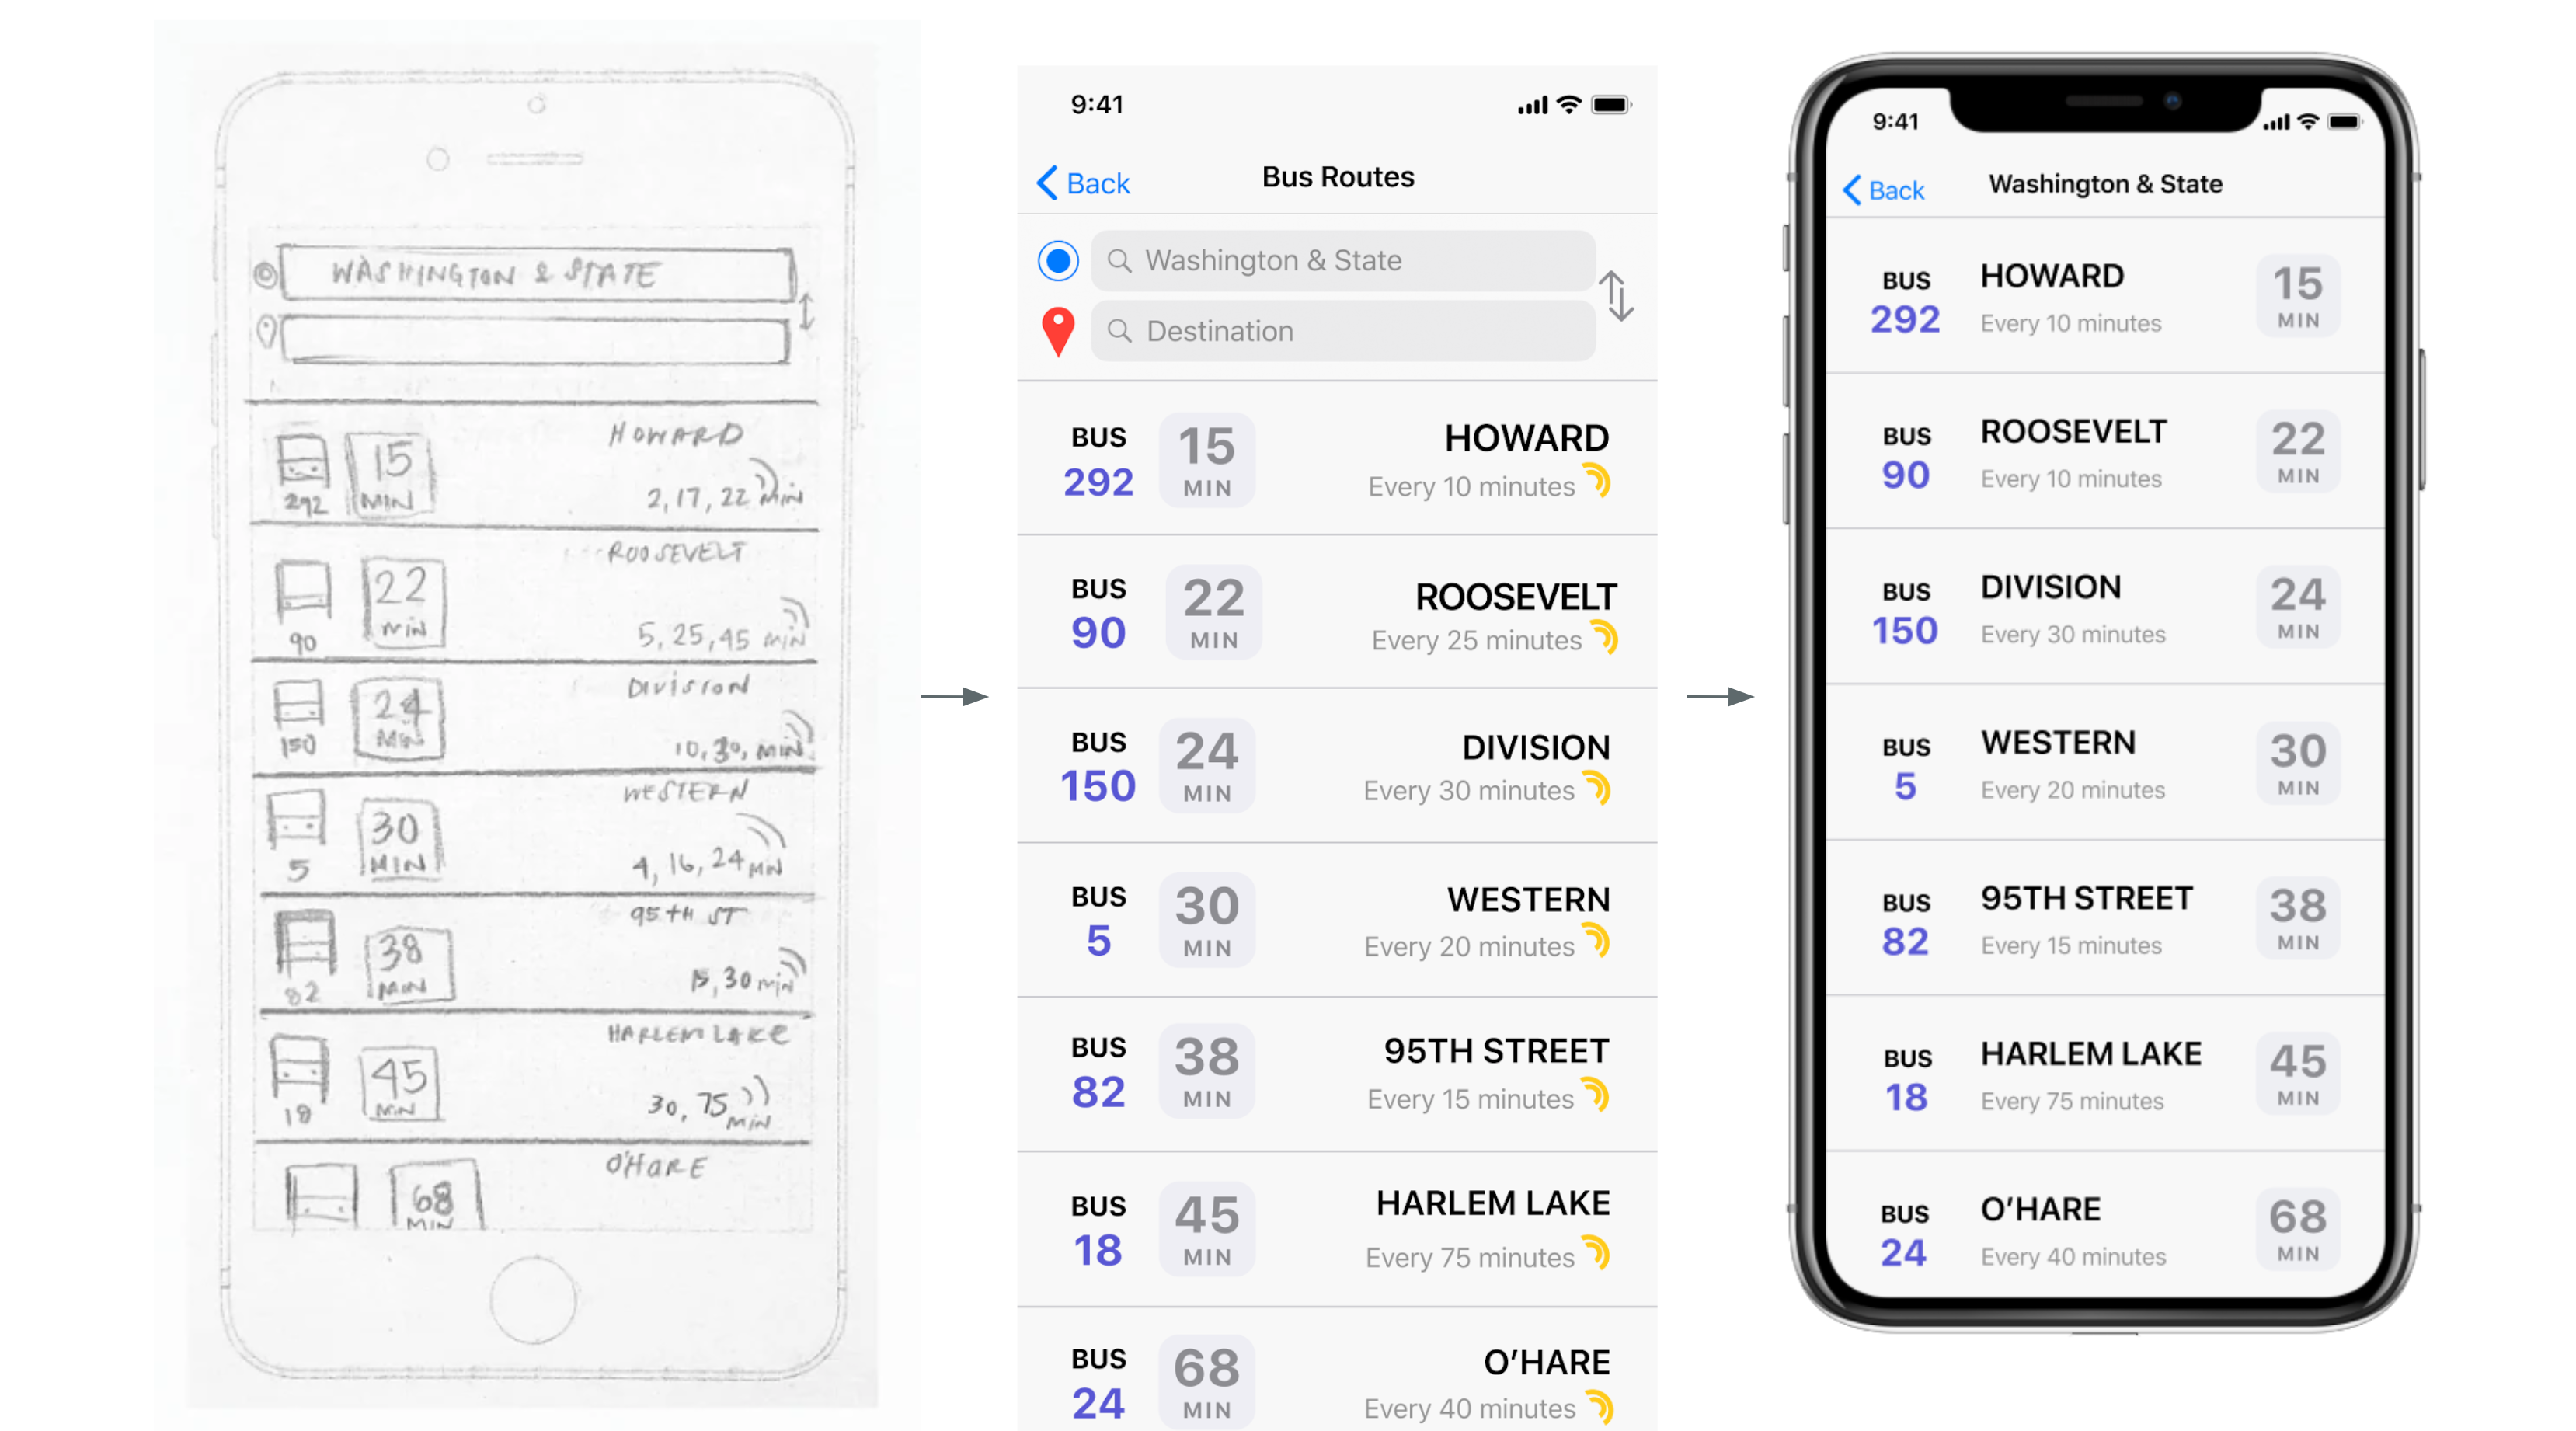 WASHINGTON & STATE
HOWARD
15
MIN
292
2, 17, 22 MIN
ROOSEVELT
22
MIN
90
5, 25, 45 MIN
DIVISION
24
MIN
150
10, 30, MIN
WESTERN
30
MIN
5
4, 16, 24 MIN
95TH ST
38
MIN
82
15, 30 MIN
HARLEM LAKE
45
MIN
18
30, 75 MIN
O'HARE
68
MIN
9:41
Back
Bus Routes
Washington & State
Destination
BUS
292
15
MIN
HOWARD
Every 10 minutes
BUS
90
22
MIN
ROOSEVELT
Every 25 minutes
BUS
150
24
MIN
DIVISION
Every 30 minutes
BUS
5
30
MIN
WESTERN
Every 20 minutes
BUS
82
38
MIN
95TH STREET
Every 15 minutes
BUS
18
45
MIN
HARLEM LAKE
Every 75 minutes
BUS
24
68
MIN
O'HARE
Every 40 minutes
9:41
Back
Washington & State
BUS
292
HOWARD
Every 10 minutes
15
MIN
BUS
90
ROOSEVELT
Every 10 minutes
22
MIN
BUS
150
DIVISION
Every 30 minutes
24
MIN
BUS
5
WESTERN
Every 20 minutes
30
MIN
BUS
82
95TH STREET
Every 15 minutes
38
MIN
BUS
18
HARLEM LAKE
Every 75 minutes
45
MIN
BUS
24
O'HARE
Every 40 minutes
68
MIN